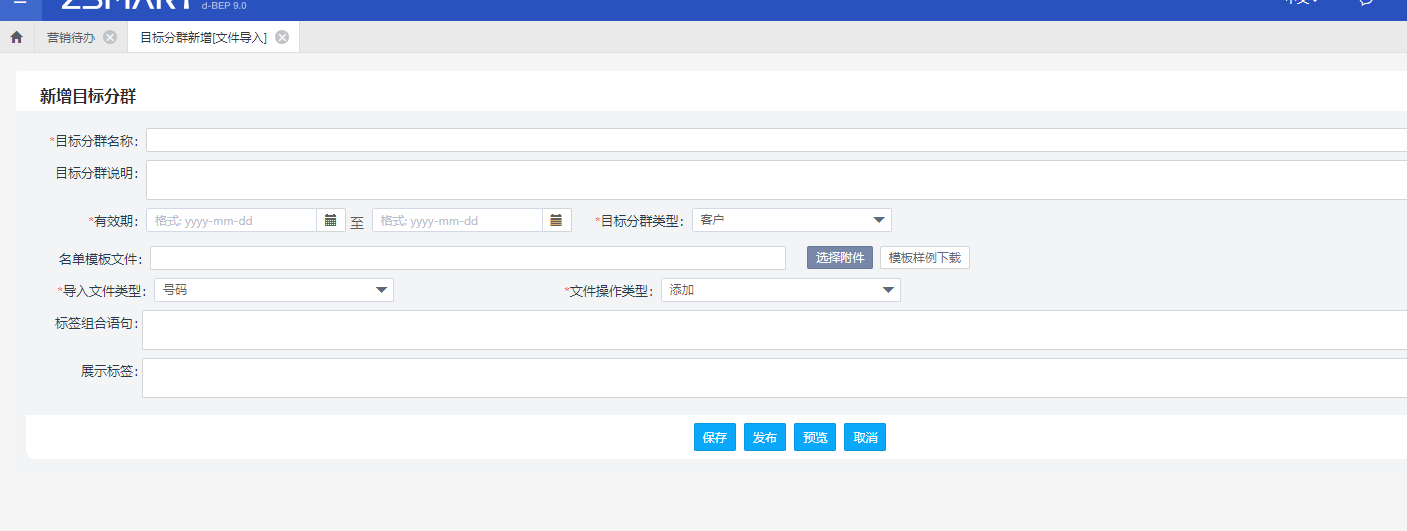 ZSMART d-BEP 9.0
营销待办 目标分群新增[文件导入]
新增目标分群
*目标分群名称:
目标分群说明:
*有效期: 格式: yyyy-mm-dd 至 格式: yyyy-mm-dd *目标分群类型: 客户
名单模板文件: 选择附件 模板样例下载
*导入文件类型: 号码 *文件操作类型: 添加
标签组合语句:
展示标签:
保存 发布 预览 取消